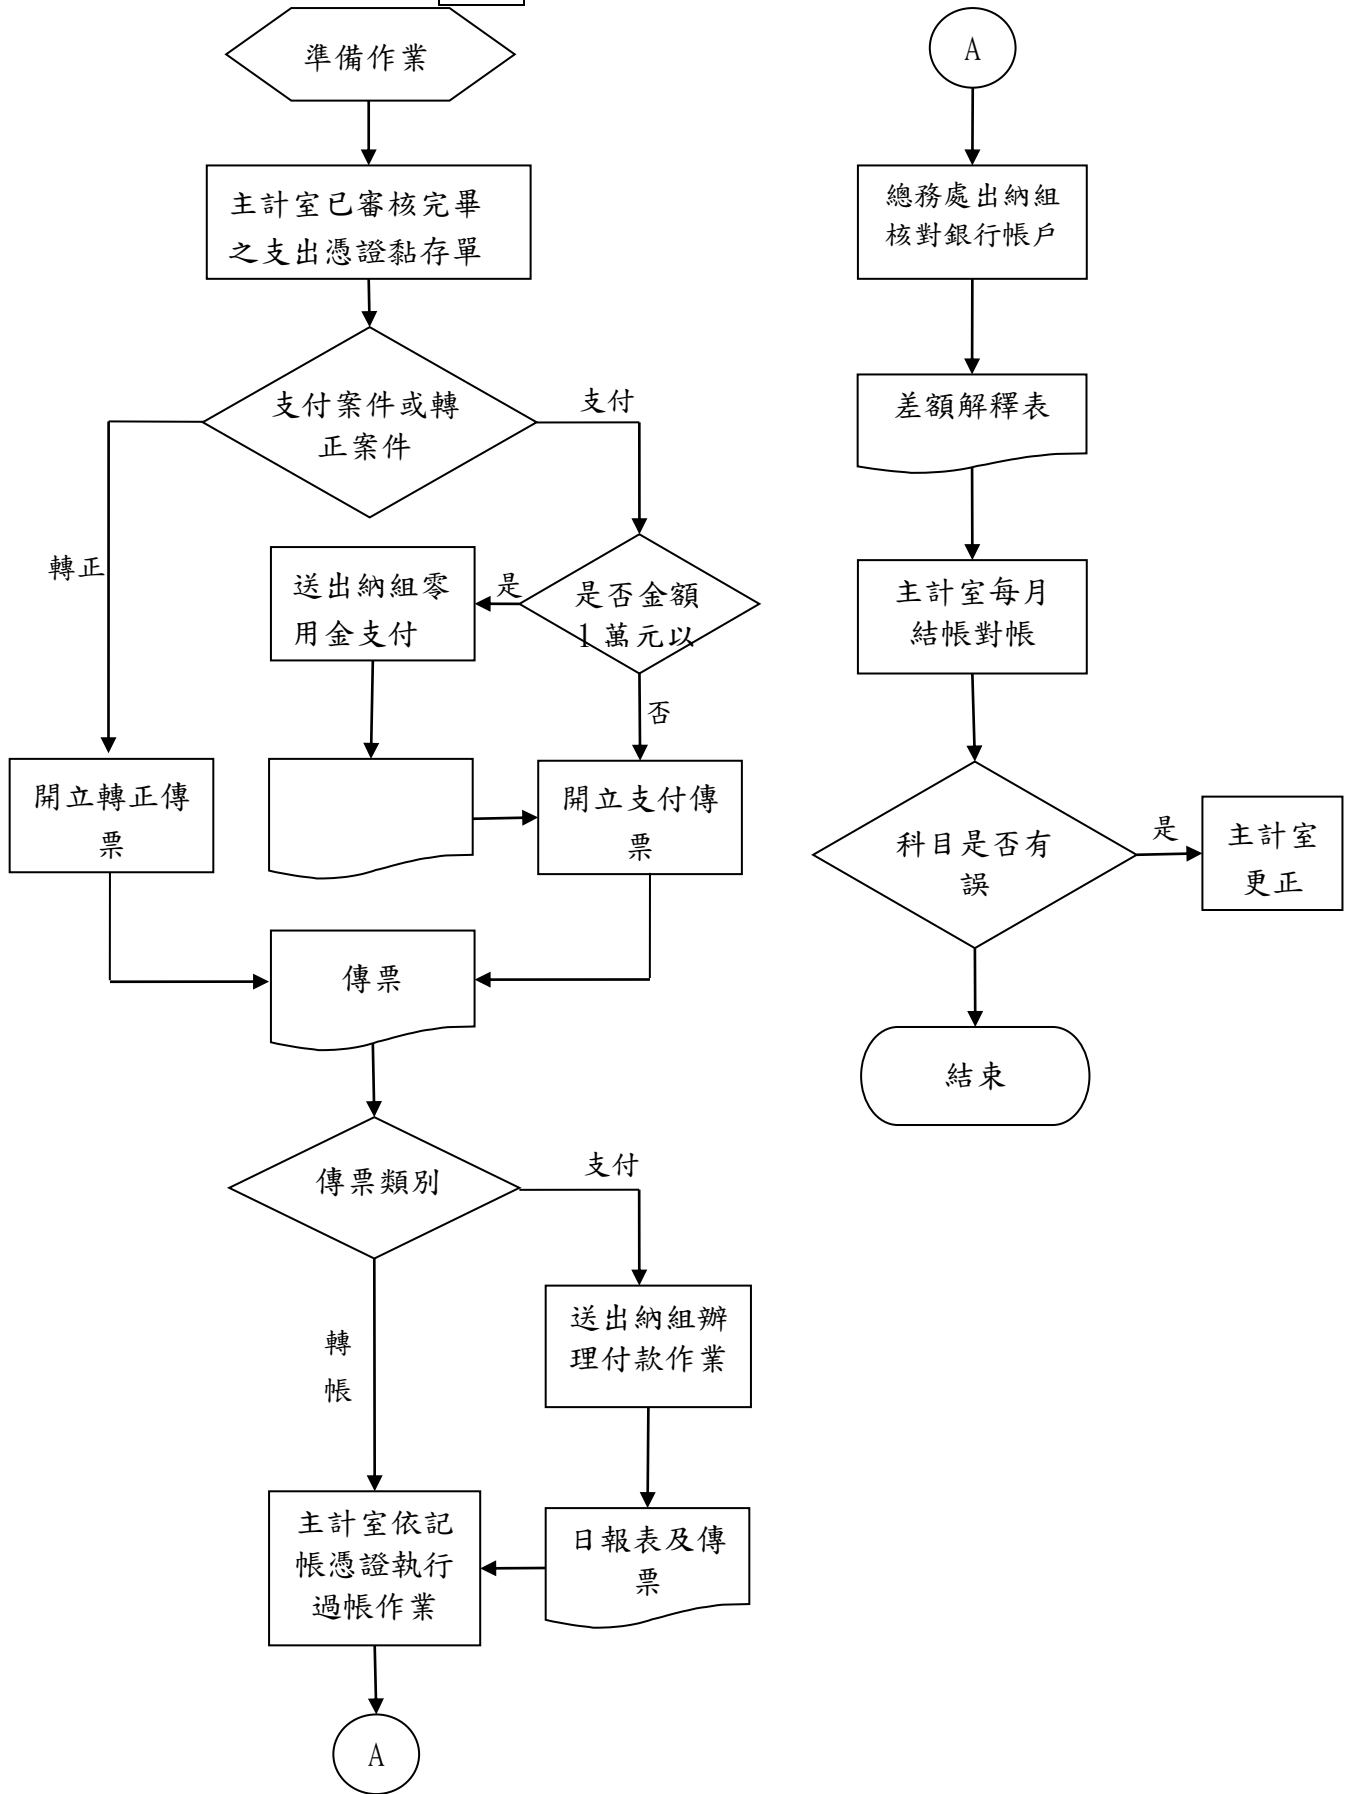 準備作業
主計室已審核完畢
之支出憑證黏存單
支付案件或轉
正案件
支付
轉正
是否金額
1 萬元以
是
送出納組零
用金支付
否
開立轉正傳
票
開立支付傳
票
傳票
傳票類別
支付
轉
帳
送出納組辦
理付款作業
日報表及傳
票
主計室依記
帳憑證執行
過帳作業
A
A
總務處出納組
核對銀行帳戶
差額解釋表
主計室每月
結帳對帳
科目是否有
誤
是
主計室
更正
結束